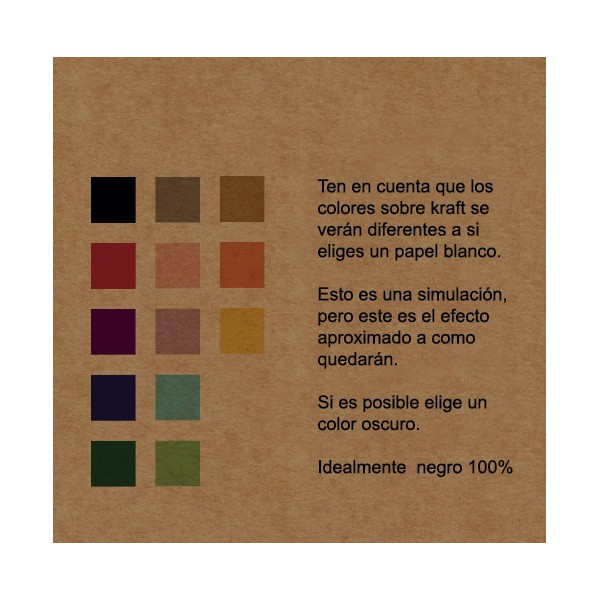 Ten en cuenta que los
colores sobre kraft se
verán diferentes a si
eliges un papel blanco.
Esto es una simulación,
pero este es el efecto
aproximado a como
quedarán.
Si es posible elige un
color oscuro.
Idealmente negro 100%